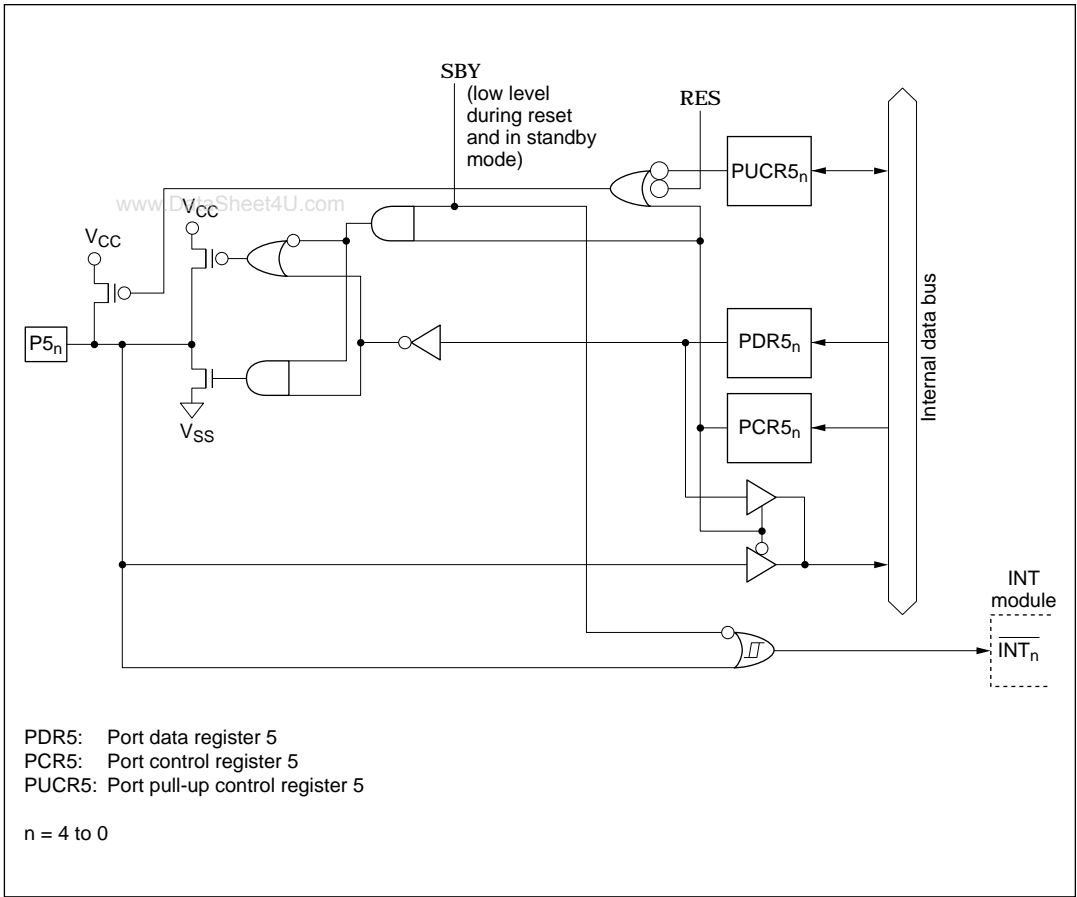 SBY
(low level
during reset
and in standby
mode)
RES
PUCR5n
www.DataSheet4U.com
VCC
VCC
P5n
PDR5n
Internal data bus
PCR5n
VSS
INT
module
INTn
PDR5: Port data register 5
PCR5: Port control register 5
PUCR5: Port pull-up control register 5
n = 4 to 0